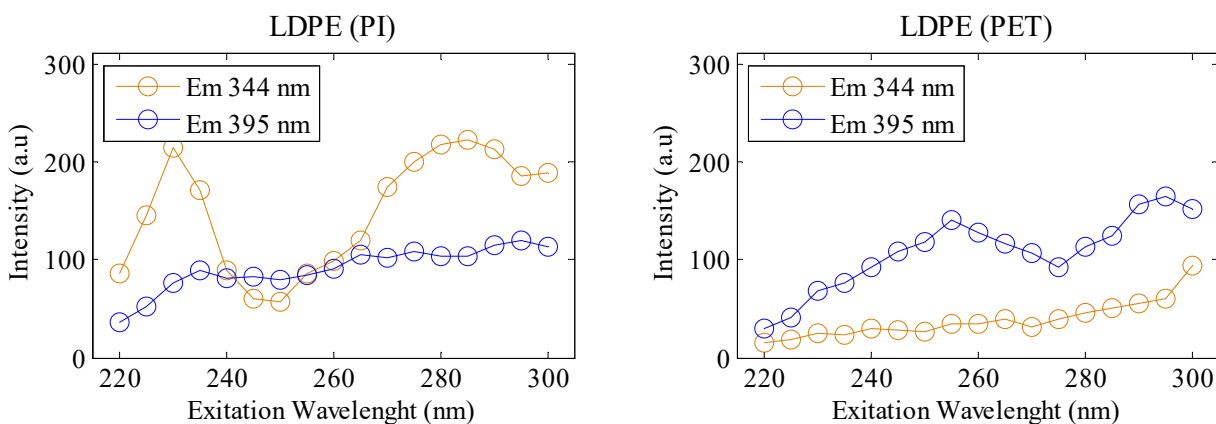 LDPE (PI)
300
200
100
0
Intensity (a.u)
Em 344 nm
Em 395 nm
220 240 260 280 300
Exitation Wavelenght (nm)
LDPE (PET)
300
200
100
0
Intensity (a.u)
Em 344 nm
Em 395 nm
220 240 260 280 300
Exitation Wavelenght (nm)